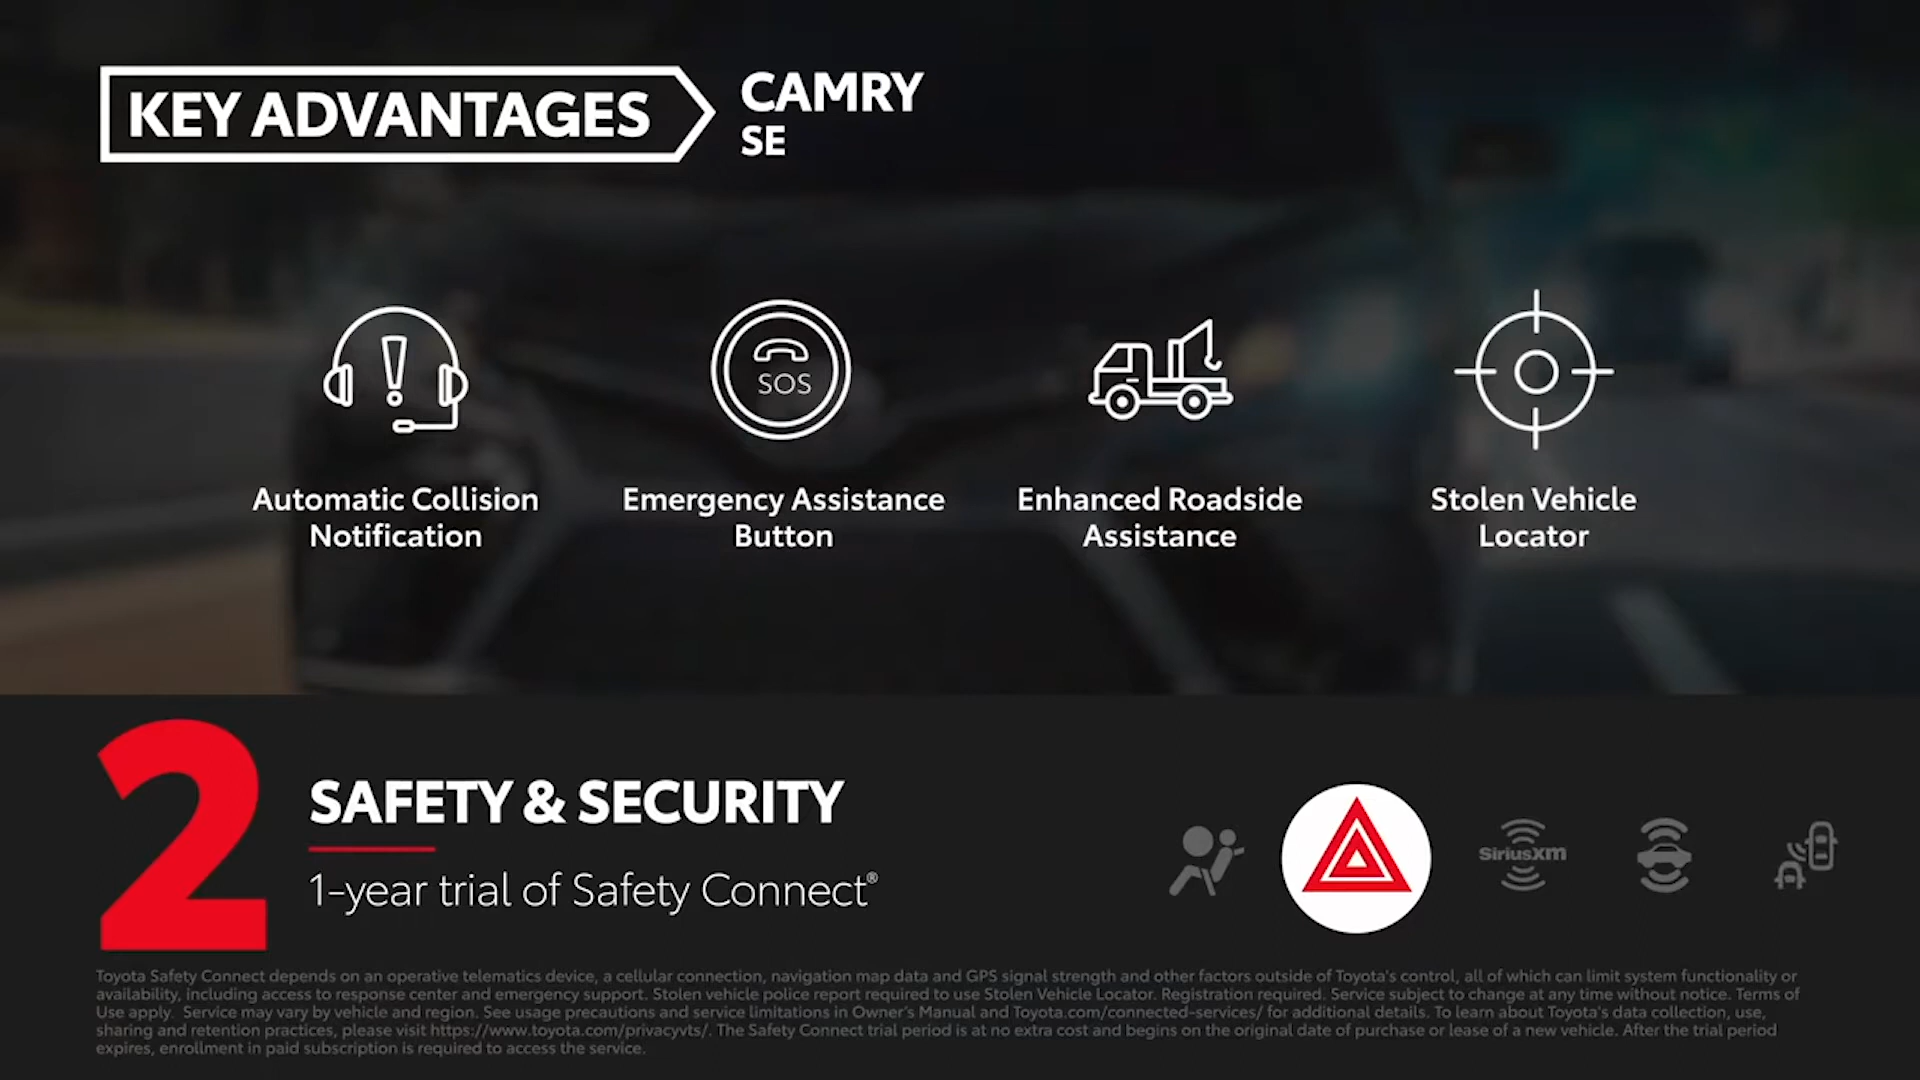 KEY ADVANTAGES
CAMRY
SE
SOS
Automatic Collision
Notification
Emergency Assistance
Button
Enhanced Roadside
Assistance
Stolen Vehicle
Locator
2
SAFETY & SECURITY
1-year trial of Safety Connect®
SiriusXM
Toyota Safety Connect depends on an operative telematics device, a cellular connection, navigation map data and GPS signal strength and other factors outside of Toyota's control, all of which can limit system functionality or
availability, including access to response center and emergency support. Stolen vehicle police report required to use Stolen Vehicle Locator. Registration required. Service subject to change at any time without notice. Terms of
Use apply. Service may vary by vehicle and region. See usage precautions and service limitations in Owner's Manual and Toyota.com/connected-services/ for additional details. To learn about Toyota's data collection, use,
sharing and retention practices, please visit https://www.toyota.com/privacyvts/. The Safety Connect trial period is at no extra cost and begins on the original date of purchase or lease of a new vehicle. After the trial period
expires, enrollment in paid subscription is required to access the service.